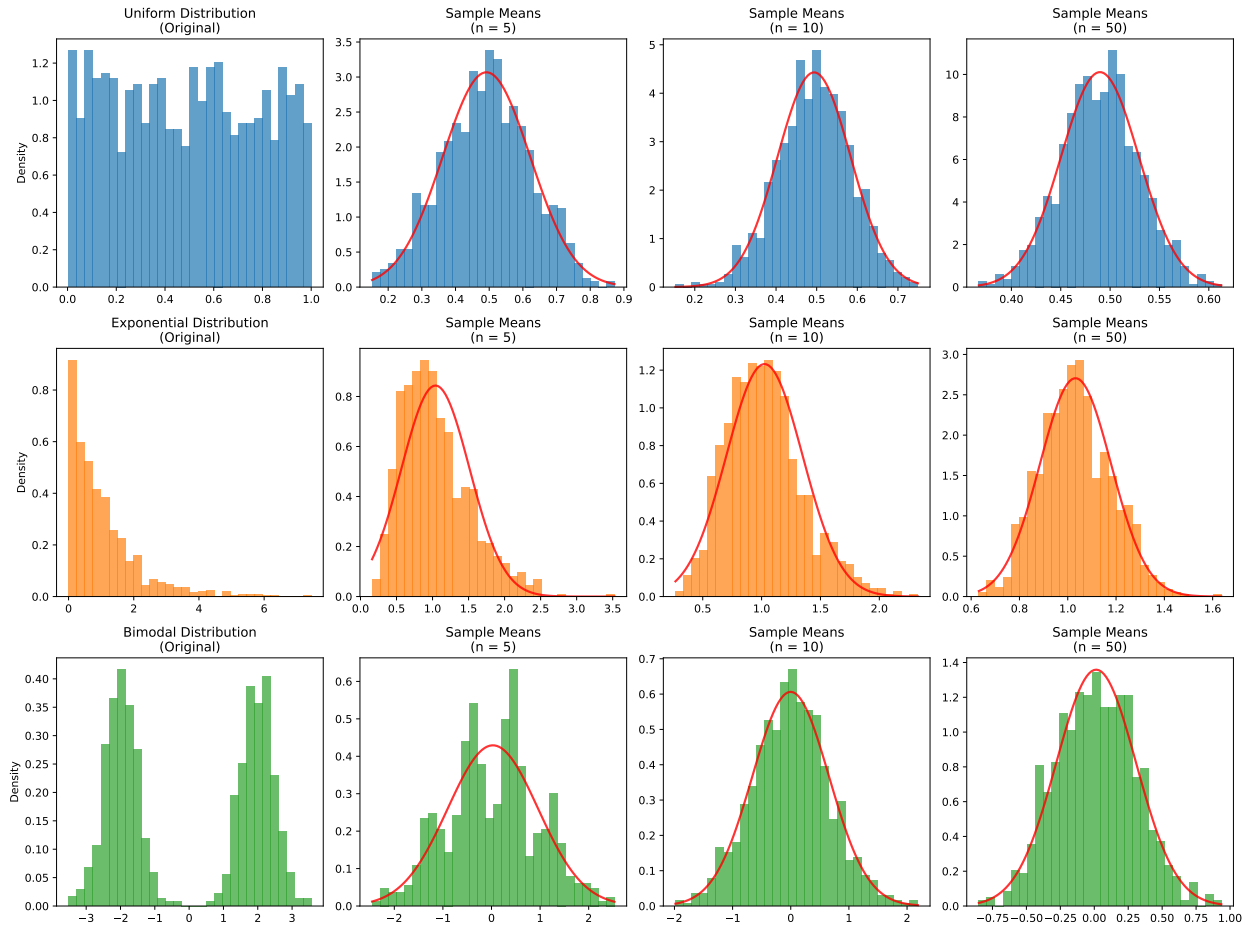 Uniform Distribution
(Original)
Sample Means
(n = 5)
Sample Means
(n = 10)
Sample Means
(n = 50)
Density
0.0
0.2
0.4
0.6
0.8
1.0
1.2
0.0 0.2 0.4 0.6 0.8 1.0
0.0
0.5
1.0
1.5
2.0
2.5
3.0
3.5
0.2 0.3 0.4 0.5 0.6 0.7 0.8 0.9
0
1
2
3
4
5
0.2 0.3 0.4 0.5 0.6 0.7
0
2
4
6
8
10
0.40 0.45 0.50 0.55 0.60
Exponential Distribution
(Original)
Sample Means
(n = 5)
Sample Means
(n = 10)
Sample Means
(n = 50)
Density
0.0
0.2
0.4
0.6
0.8
0 2 4 6
0.0
0.2
0.4
0.6
0.8
0.0 0.5 1.0 1.5 2.0 2.5 3.0 3.5
0.0
0.2
0.4
0.6
0.8
1.0
1.2
0.5 1.0 1.5 2.0
0.0
0.5
1.0
1.5
2.0
2.5
3.0
0.6 0.8 1.0 1.2 1.4 1.6
Bimodal Distribution
(Original)
Sample Means
(n = 5)
Sample Means
(n = 10)
Sample Means
(n = 50)
Density
0.00
0.05
0.10
0.15
0.20
0.25
0.30
0.35
0.40
−3 −2 −1 0 1 2 3
0.0
0.1
0.2
0.3
0.4
0.5
0.6
−2 −1 0 1 2
0.0
0.1
0.2
0.3
0.4
0.5
0.6
0.7
−2 −1 0 1 2
0.0
0.2
0.4
0.6
0.8
1.0
1.2
1.4
−0.75 −0.50 −0.25 0.00 0.25 0.50 0.75 1.00